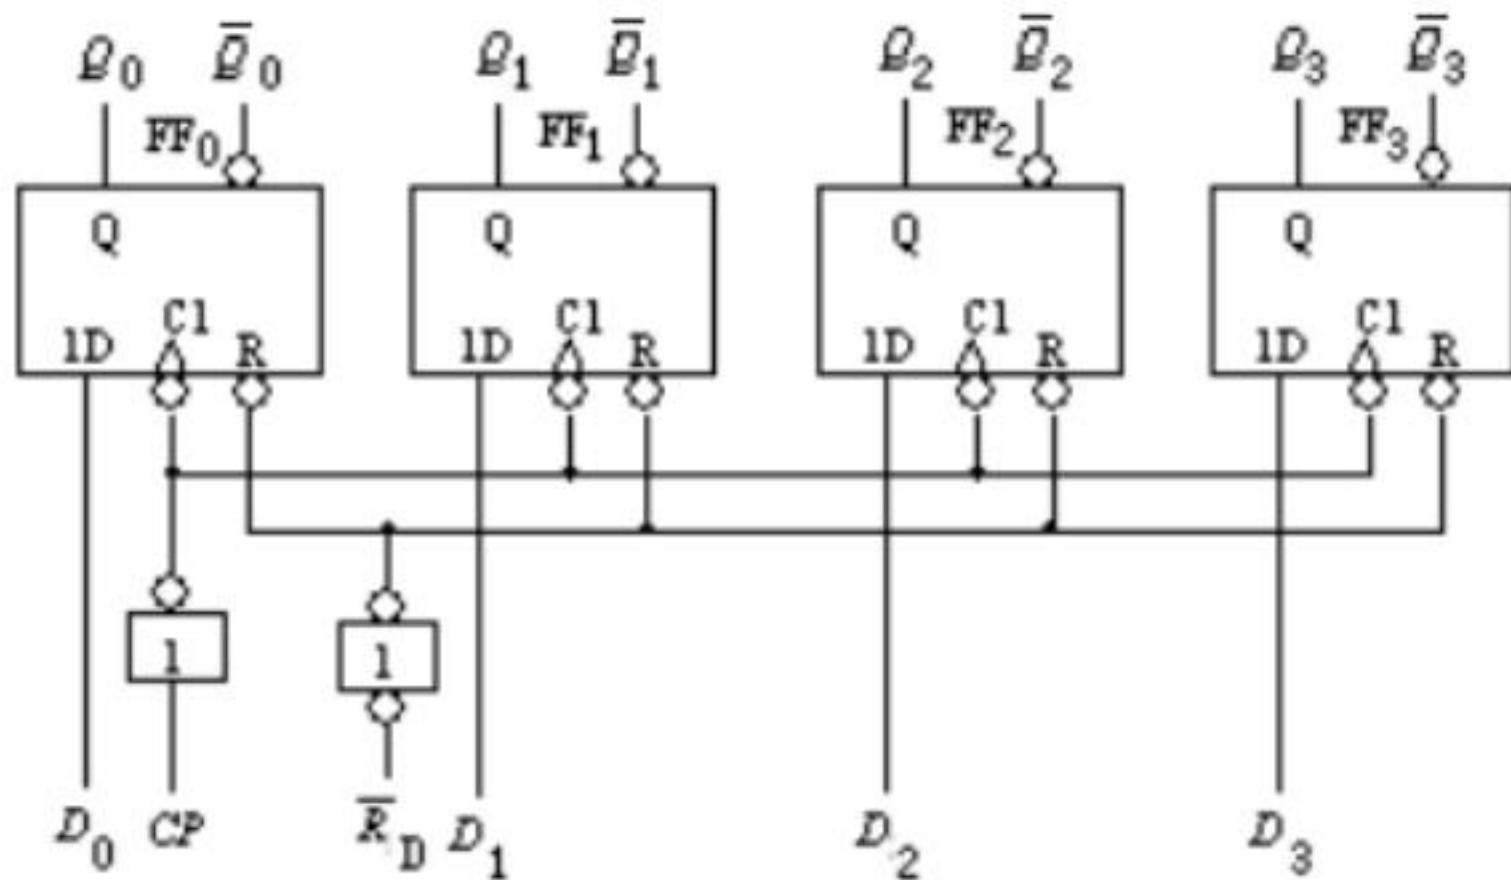 Q0 Q̅0 Q1 Q̅1 Q2 Q̅2 Q3 Q̅3
FF0 FF1 FF2 FF3
Q Q Q Q
C1 C1 C1 C1
1D R 1D R 1D R 1D R
1 1
D0 CP R̅D D1 D2 D3